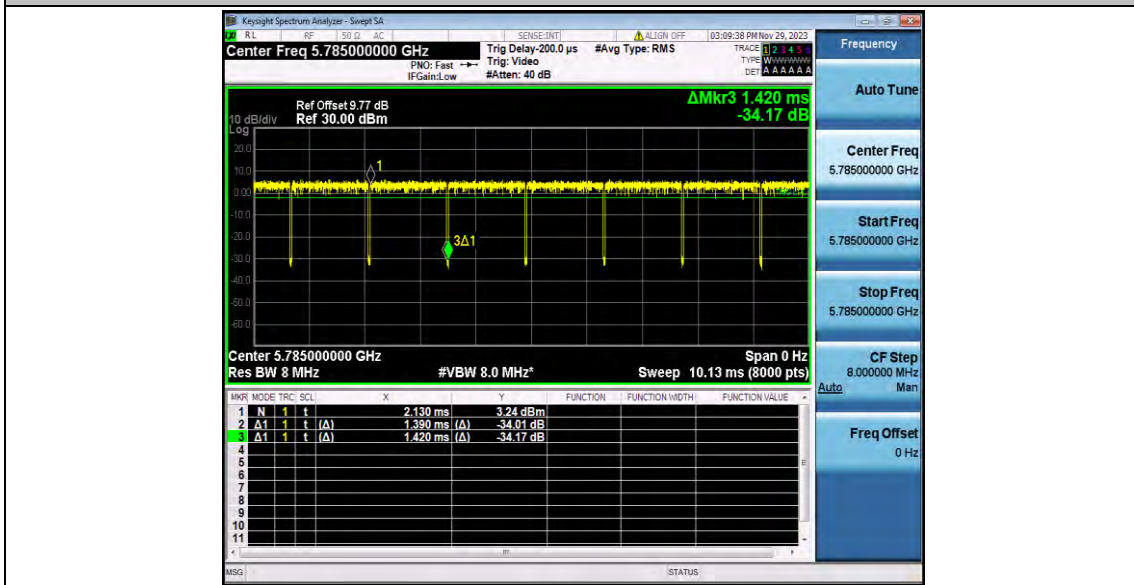 Keysight Spectrum Analyzer - Swept SA
RL RF 50 Ω AC SENSE:INT ALIGN OFF 03:09:38 PM Nov 29, 2023
Center Freq 5.785000000 GHz
PNO: Fast
IFGain:Low
Trig Delay-200.0 µs
Trig: Video
#Atten: 40 dB
#Avg Type: RMS
TRACE 1 2 3 4 5 6
TYPE W
DET A A A A A A
Frequency
Auto Tune
Center Freq
5.785000000 GHz
Start Freq
5.785000000 GHz
Stop Freq
5.785000000 GHz
CF Step
8.000000 MHz
Auto Man
Freq Offset
0 Hz
ΔMkr3 1.420 ms
-34.17 dB
Ref Offset 9.77 dB
10 dB/div Ref 30.00 dBm
Log
20.0
10.0
0.00
-10.0
-20.0
-30.0
-40.0
-50.0
-60.0
1
3Δ1
Center 5.785000000 GHz Span 0 Hz
Res BW 8 MHz #VBW 8.0 MHz* Sweep 10.13 ms (8000 pts)
MKR MODE TRC SCL X Y FUNCTION FUNCTION WIDTH FUNCTION VALUE
1 N 1 t 2.130 ms 3.24 dBm
2 Δ1 1 t (Δ) 1.390 ms (Δ) -34.01 dB
3 Δ1 1 t (Δ) 1.420 ms (Δ) -34.17 dB
4
5
6
7
8
9
10
11
MSG STATUS